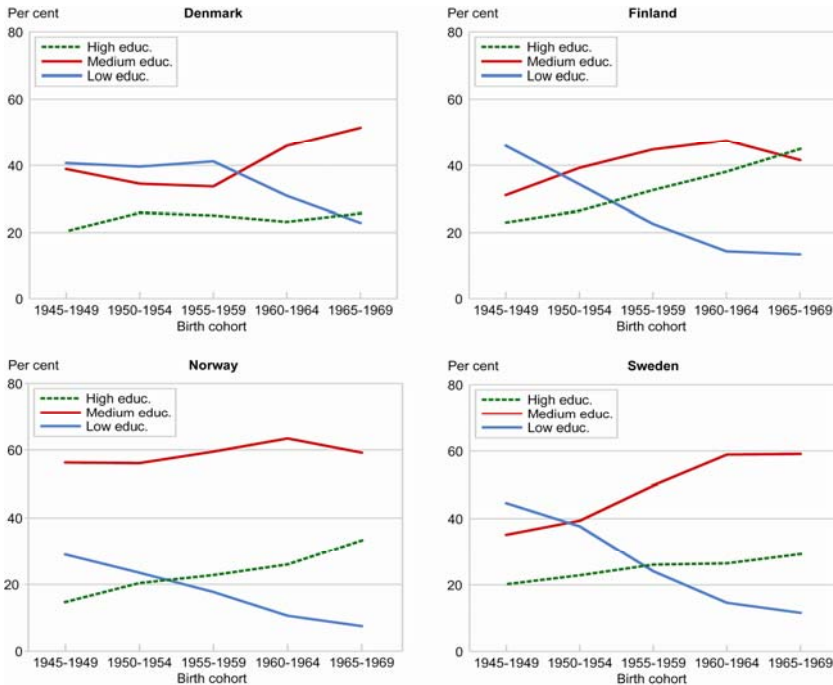 Per cent
Denmark
80
60
40
20
0
High educ.
Medium educ.
Low educ.
1945-1949 1950-1954 1955-1959 1960-1964 1965-1969
Birth cohort
Per cent
Finland
80
60
40
20
0
High educ.
Medium educ.
Low educ.
1945-1949 1950-1954 1955-1959 1960-1964 1965-1969
Birth cohort
Per cent
Norway
80
60
40
20
0
High educ.
Medium educ.
Low educ.
1945-1949 1950-1954 1955-1959 1960-1964 1965-1969
Birth cohort
Per cent
Sweden
80
60
40
20
0
High educ.
Medium educ.
Low educ.
1945-1949 1950-1954 1955-1959 1960-1964 1965-1969
Birth cohort